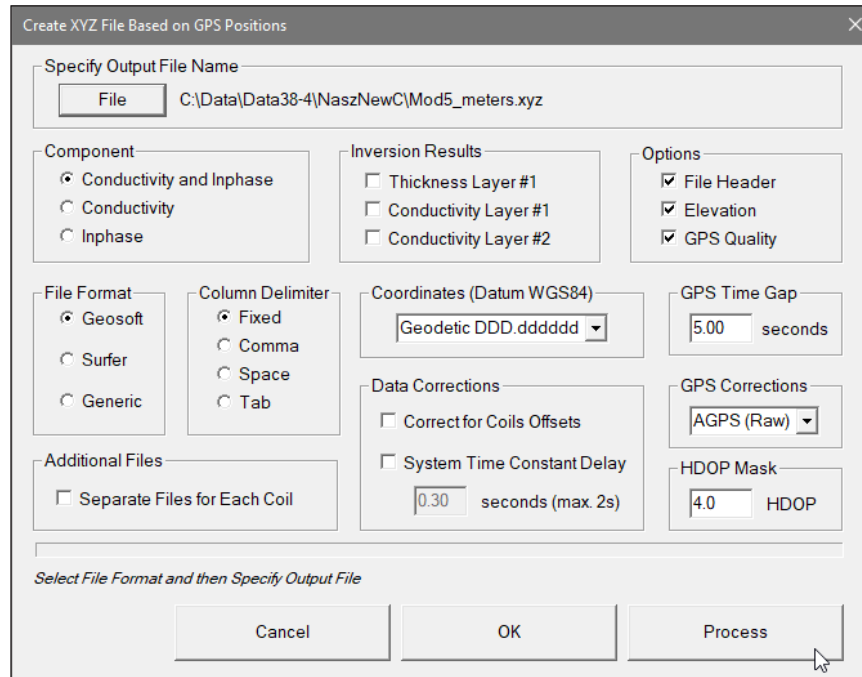 Create XYZ File Based on GPS Positions
Specify Output File Name
File C:\Data\Data38-4\NaszNewC\Mod5_meters.xyz
Component
Conductivity and Inphase
Conductivity
Inphase
Inversion Results
Thickness Layer #1
Conductivity Layer #1
Conductivity Layer #2
Options
File Header
Elevation
GPS Quality
File Format
Geosoft
Surfer
Generic
Column Delimiter
Fixed
Comma
Space
Tab
Coordinates (Datum WGS84)
Geodetic DDD.dddddd
GPS Time Gap
5.00 seconds
Data Corrections
Correct for Coils Offsets
System Time Constant Delay
0.30 seconds (max. 2s)
GPS Corrections
AGPS (Raw)
Additional Files
Separate Files for Each Coil
HDOP Mask
4.0 HDOP
Select File Format and then Specify Output File
Cancel OK Process